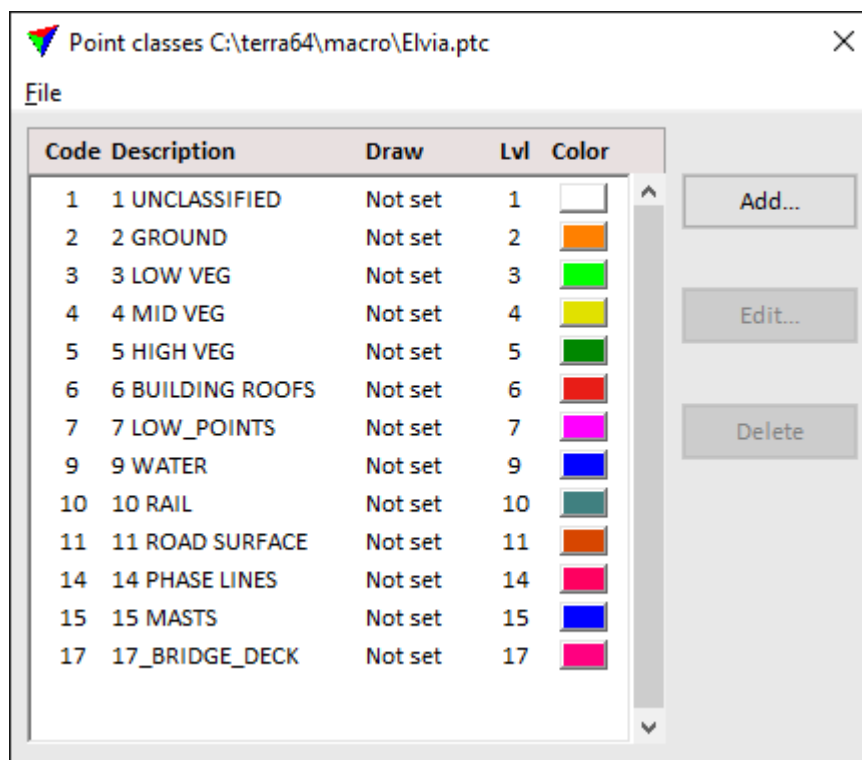 Point classes C:\terra64\macro\Elvia.ptc
File
Code Description Draw Lvl Color
1 1 UNCLASSIFIED Not set 1
2 2 GROUND Not set 2
3 3 LOW VEG Not set 3
4 4 MID VEG Not set 4
5 5 HIGH VEG Not set 5
6 6 BUILDING ROOFS Not set 6
7 7 LOW_POINTS Not set 7
9 9 WATER Not set 9
10 10 RAIL Not set 10
11 11 ROAD SURFACE Not set 11
14 14 PHASE LINES Not set 14
15 15 MASTS Not set 15
17 17_BRIDGE_DECK Not set 17
Add...
Edit...
Delete